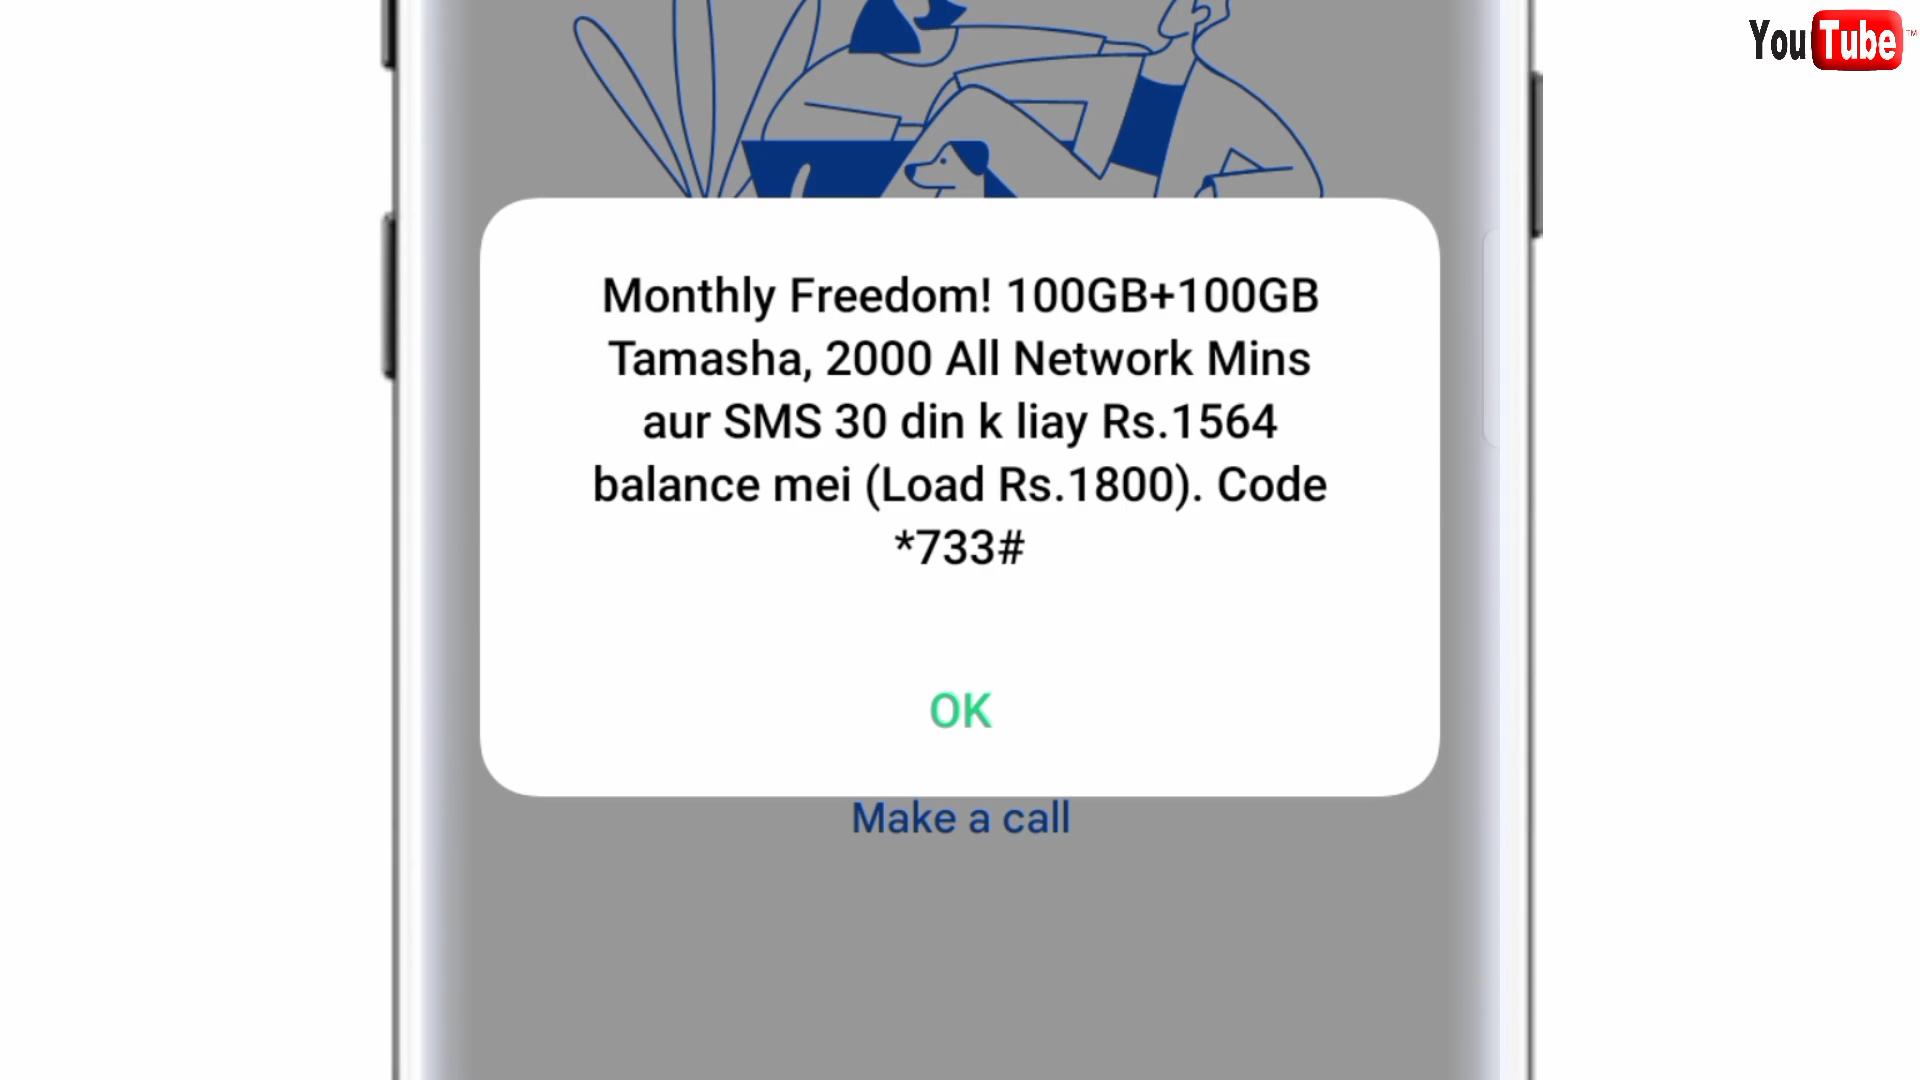 YouTube™
Monthly Freedom! 100GB+100GB
Tamasha, 2000 All Network Mins
aur SMS 30 din k liay Rs.1564
balance mei (Load Rs.1800). Code
*733#
OK
Make a call